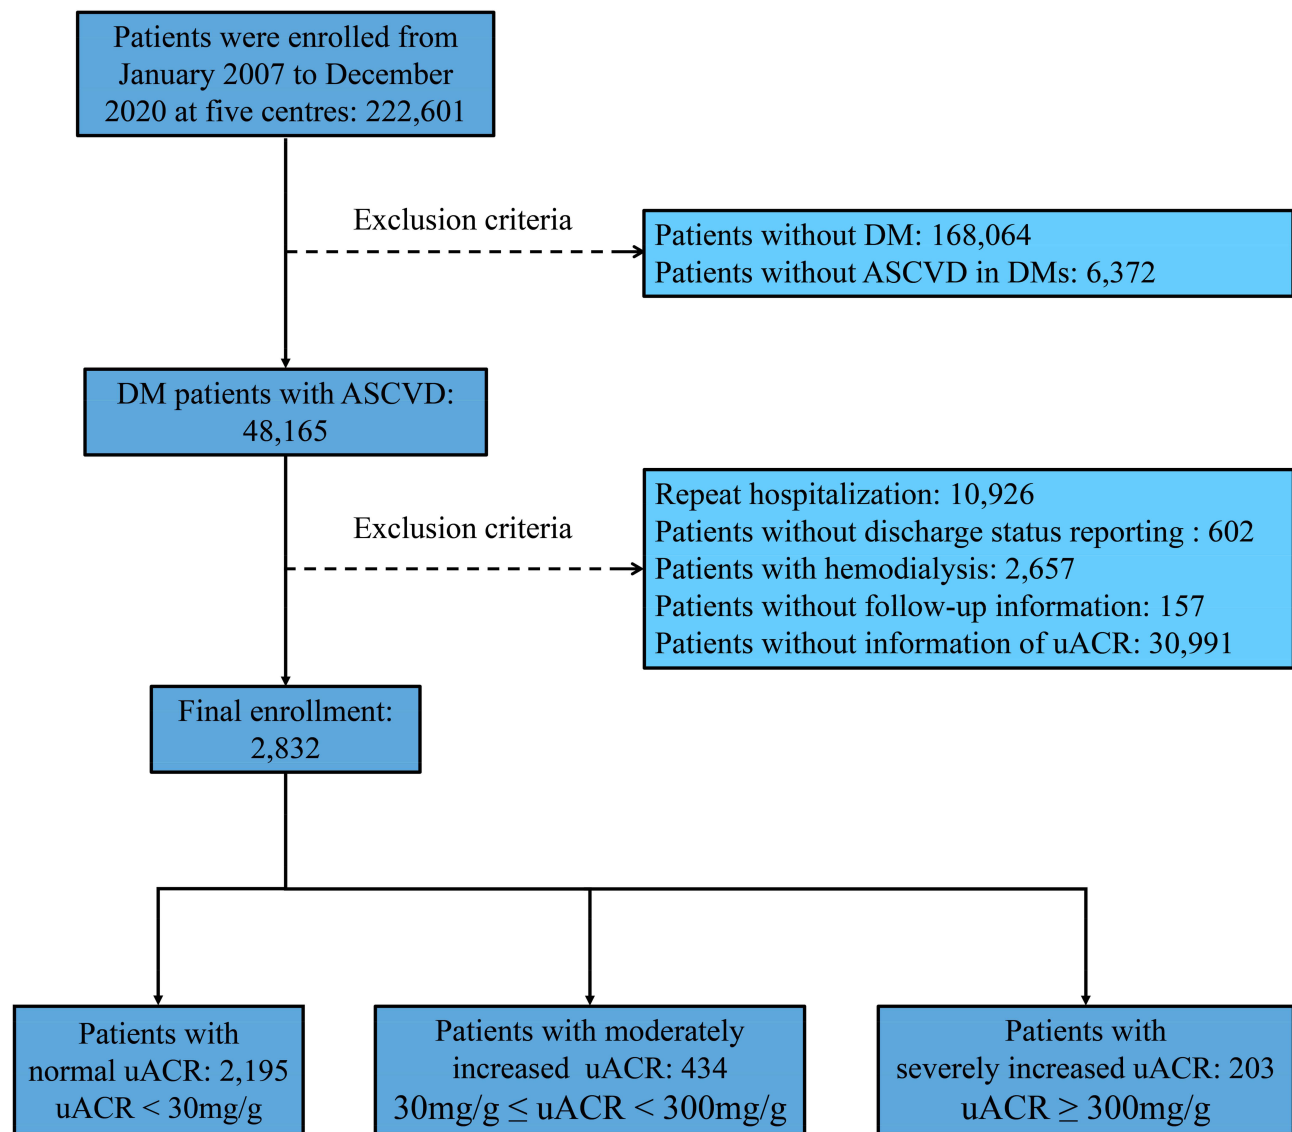 Patients were enrolled from
January 2007 to December
2020 at five centres: 222,601
Exclusion criteria
Patients without DM: 168,064
Patients without ASCVD in DMs: 6,372
DM patients with ASCVD:
48,165
Exclusion criteria
Repeat hospitalization: 10,926
Patients without discharge status reporting : 602
Patients with hemodialysis: 2,657
Patients without follow-up information: 157
Patients without information of uACR: 30,991
Final enrollment:
2,832
Patients with
normal uACR: 2,195
uACR < 30mg/g
Patients with moderately
increased uACR: 434
30mg/g ≤ uACR < 300mg/g
Patients with
severely increased uACR: 203
uACR ≥ 300mg/g